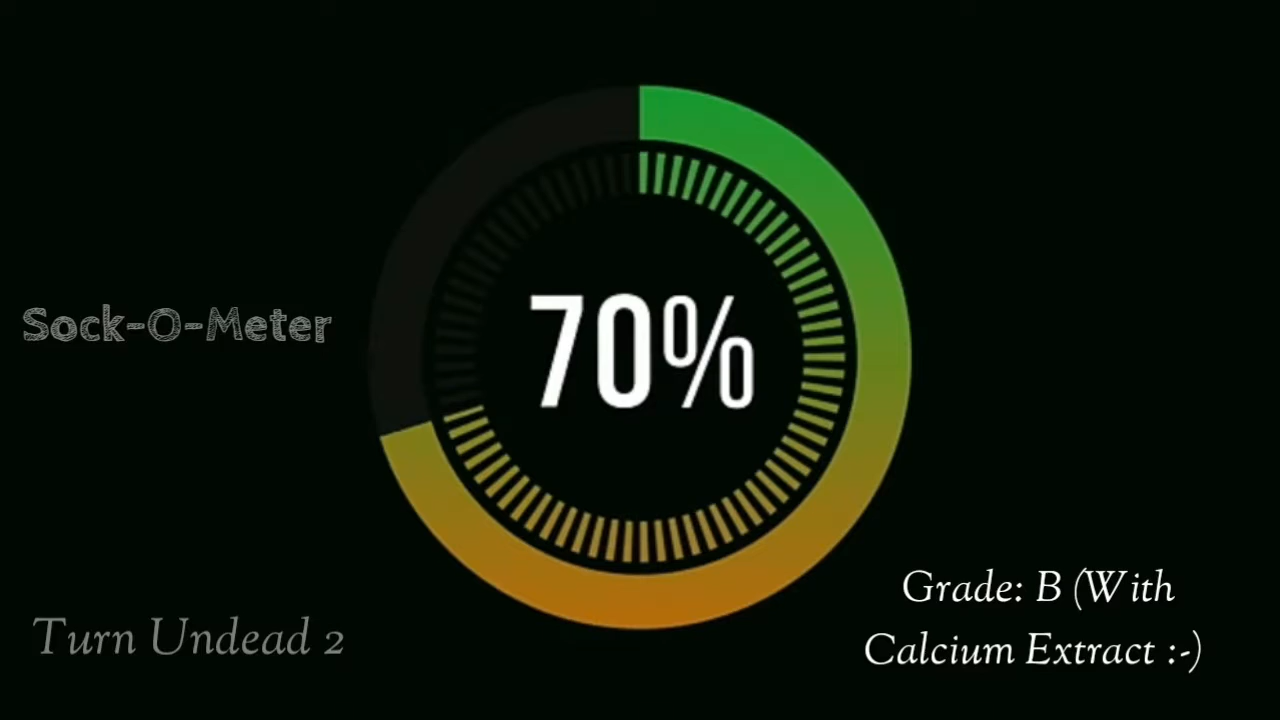 Sock-O-Meter
70%
Turn Undead 2
Grade: B (With
Calcium Extract :-)